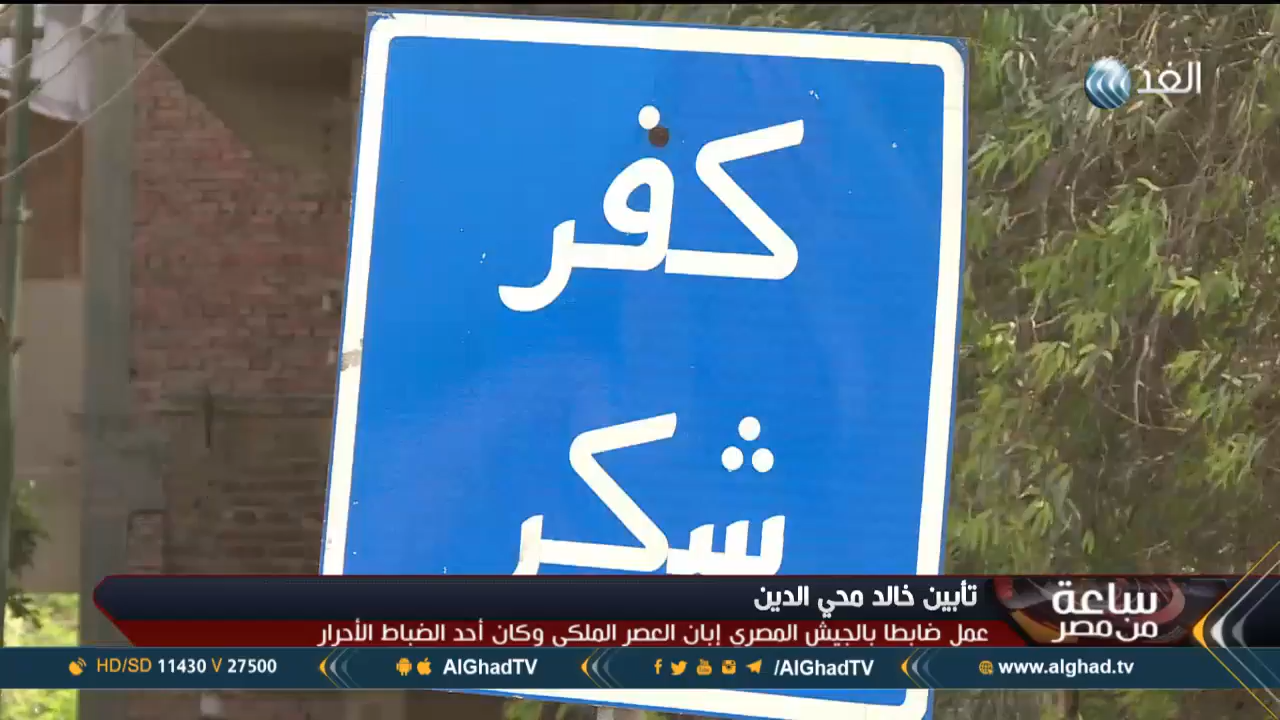 الغد
كفر
شكر
تأبين خالد محي الدين
ساعة
من مصر
عمل ضابطا بالجيش المصرى إبان العصر الملكى وكان أحد الضباط الأحرار
HD/SD 11430 V 27500
AlGhadTV
/AlGhadTV
www.alghad.tv